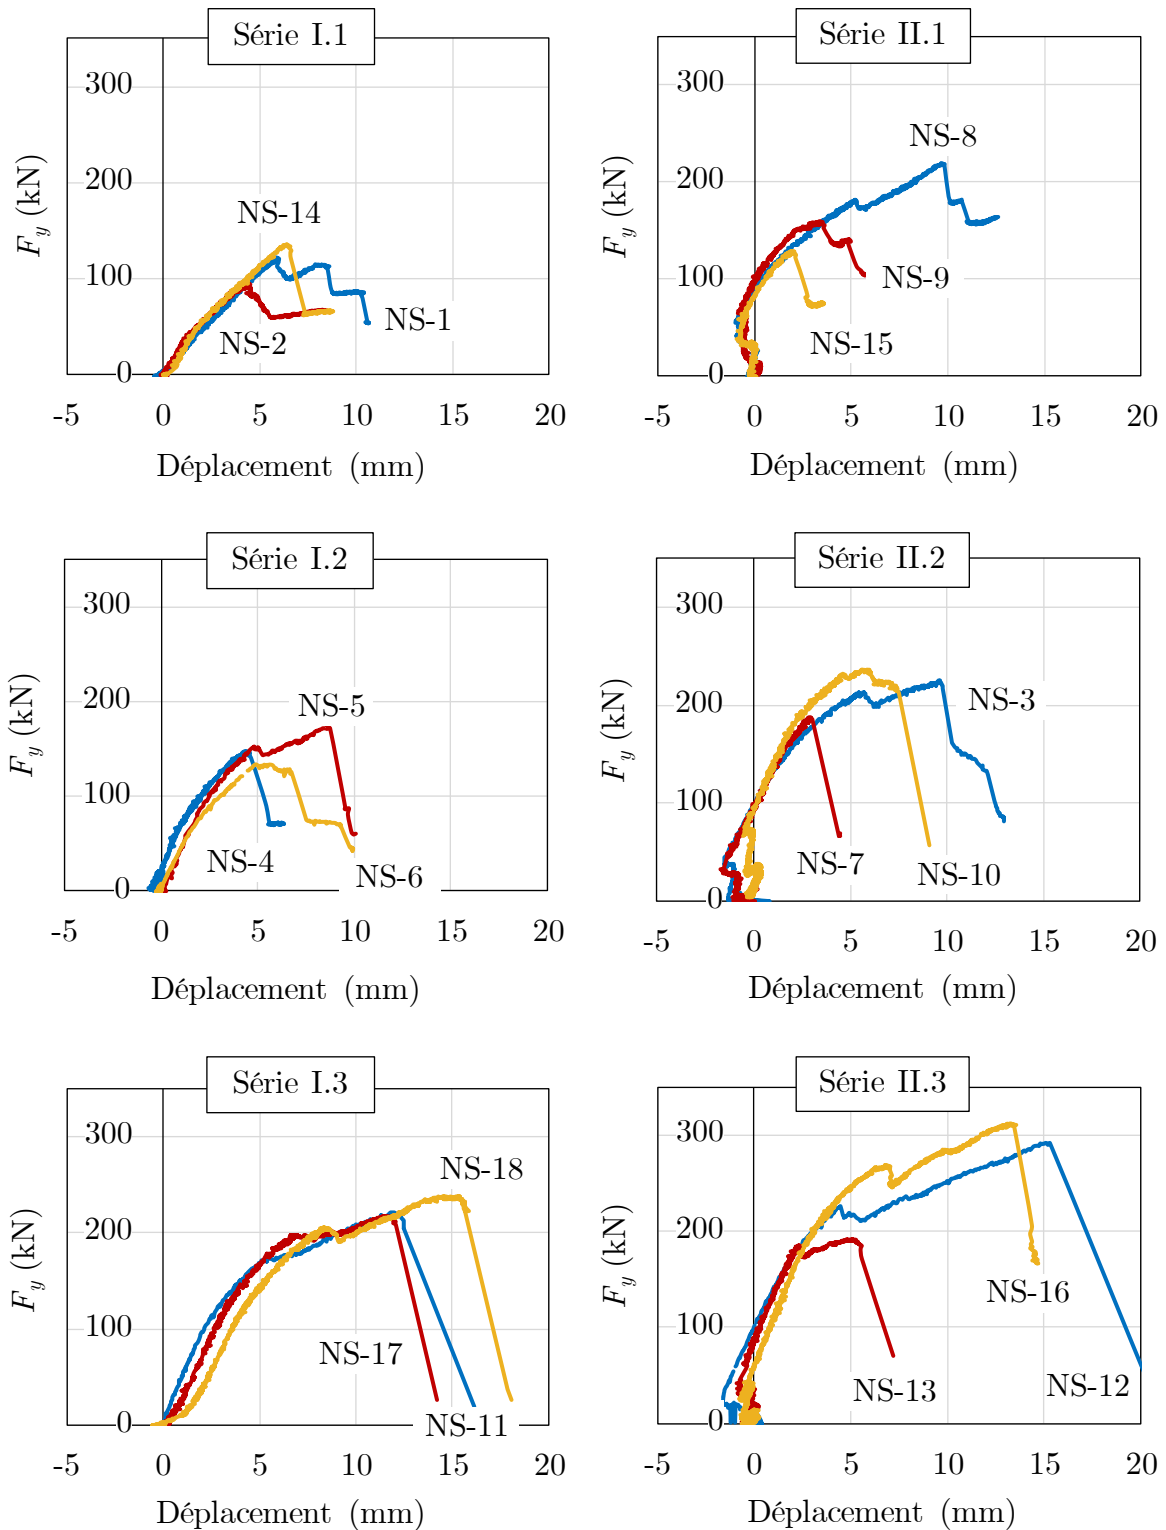 Série I.1
300
200
100
0
F_y (kN)
NS-14
NS-2
NS-1
-5 0 5 10 15 20
Déplacement (mm)
Série II.1
300
200
100
0
F_y (kN)
NS-8
NS-9
NS-15
-5 0 5 10 15 20
Déplacement (mm)
Série I.2
300
200
100
0
F_y (kN)
NS-5
NS-4
NS-6
-5 0 5 10 15 20
Déplacement (mm)
Série II.2
300
200
100
0
F_y (kN)
NS-3
NS-7
NS-10
-5 0 5 10 15 20
Déplacement (mm)
Série I.3
300
200
100
0
F_y (kN)
NS-18
NS-17
NS-11
-5 0 5 10 15 20
Déplacement (mm)
Série II.3
300
200
100
0
F_y (kN)
NS-16
NS-13
NS-12
-5 0 5 10 15 20
Déplacement (mm)